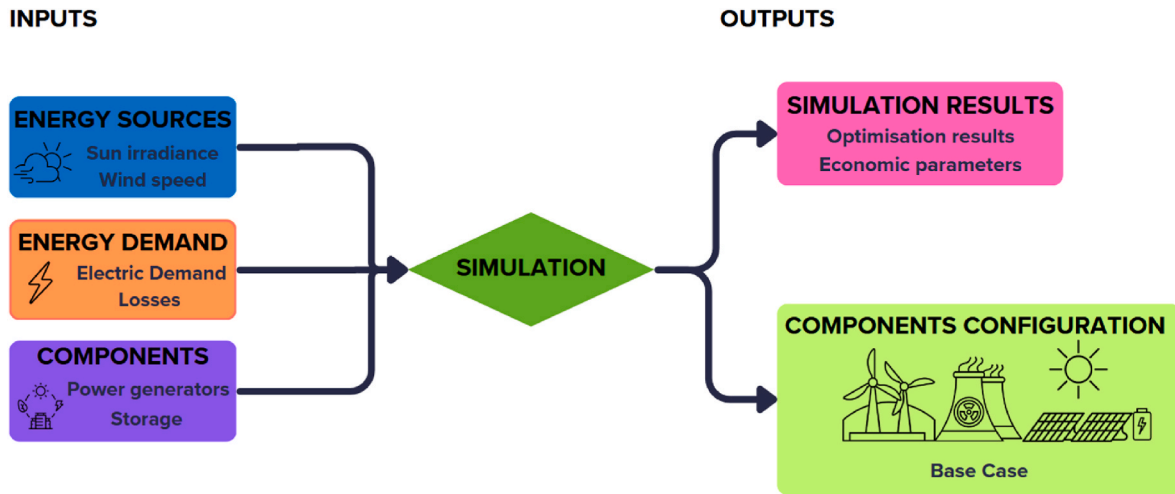 INPUTS
OUTPUTS
ENERGY SOURCES
Sun irradiance
Wind speed
ENERGY DEMAND
Electric Demand
Losses
COMPONENTS
Power generators
Storage
SIMULATION
SIMULATION RESULTS
Optimisation results
Economic parameters
COMPONENTS CONFIGURATION
Base Case